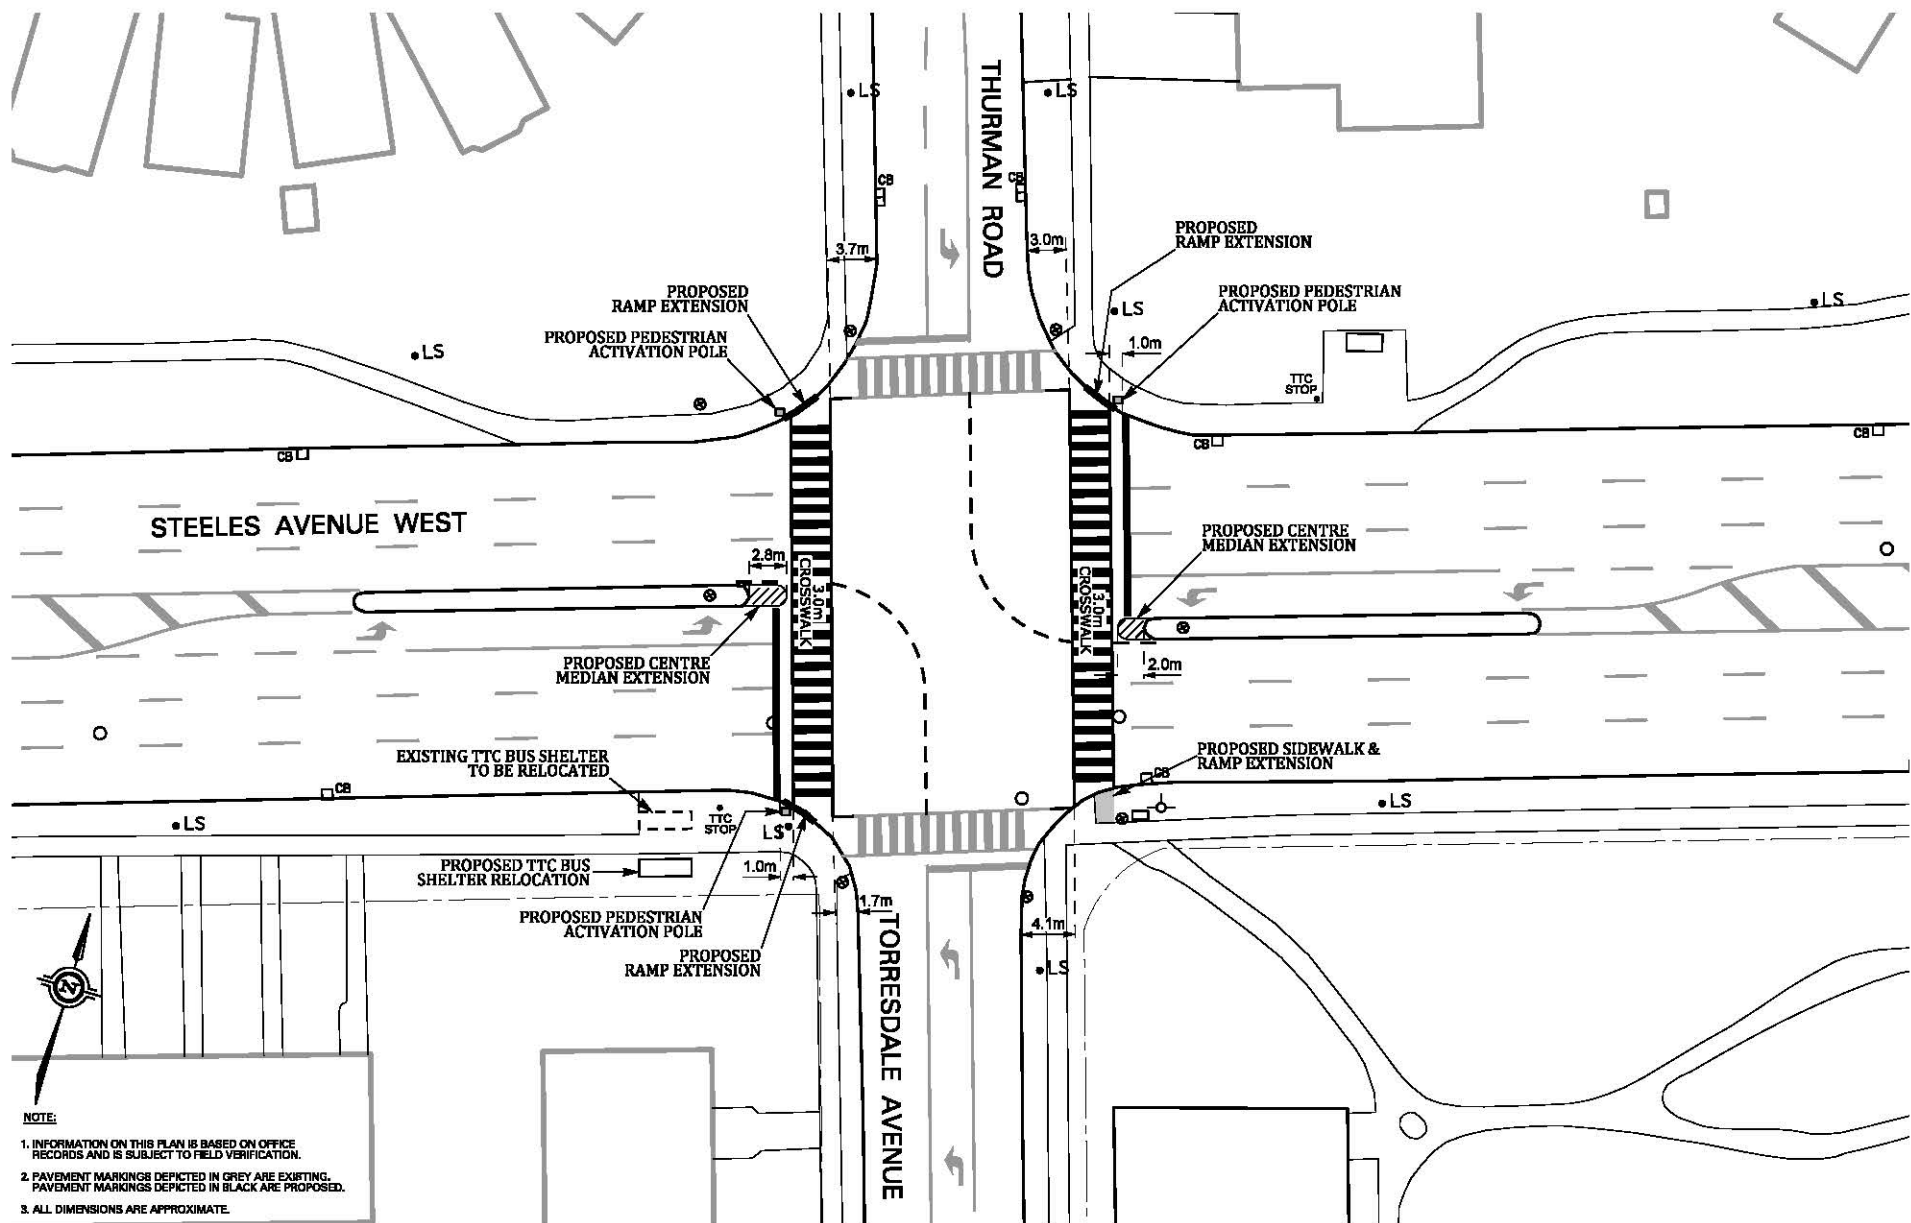 LS
LS
THURMAN ROAD
CB
CB
3.7m
3.0m
PROPOSED
RAMP EXTENSION
PROPOSED
RAMP EXTENSION
PROPOSED PEDESTRIAN
ACTIVATION POLE
PROPOSED PEDESTRIAN
ACTIVATION POLE
LS
LS
LS
1.0m
TTC
STOP
CB
CB
CB
STEELES AVENUE WEST
2.8m
3.0m
CROSSWALK
3.0m
CROSSWALK
PROPOSED CENTRE
MEDIAN EXTENSION
PROPOSED CENTRE
MEDIAN EXTENSION
2.0m
EXISTING TTC BUS SHELTER
TO BE RELOCATED
PROPOSED SIDEWALK &
RAMP EXTENSION
CB
CB
LS
TTC
STOP
LS
LS
PROPOSED TTC BUS
SHELTER RELOCATION
1.0m
PROPOSED PEDESTRIAN
ACTIVATION POLE
PROPOSED
RAMP EXTENSION
1.7m
4.1m
LS
TORRESDALE AVENUE
N
NOTE:
1. INFORMATION ON THIS PLAN IS BASED ON OFFICE
RECORDS AND IS SUBJECT TO FIELD VERIFICATION.
2. PAVEMENT MARKINGS DEPICTED IN GREY ARE EXISTING.
PAVEMENT MARKINGS DEPICTED IN BLACK ARE PROPOSED.
3. ALL DIMENSIONS ARE APPROXIMATE.